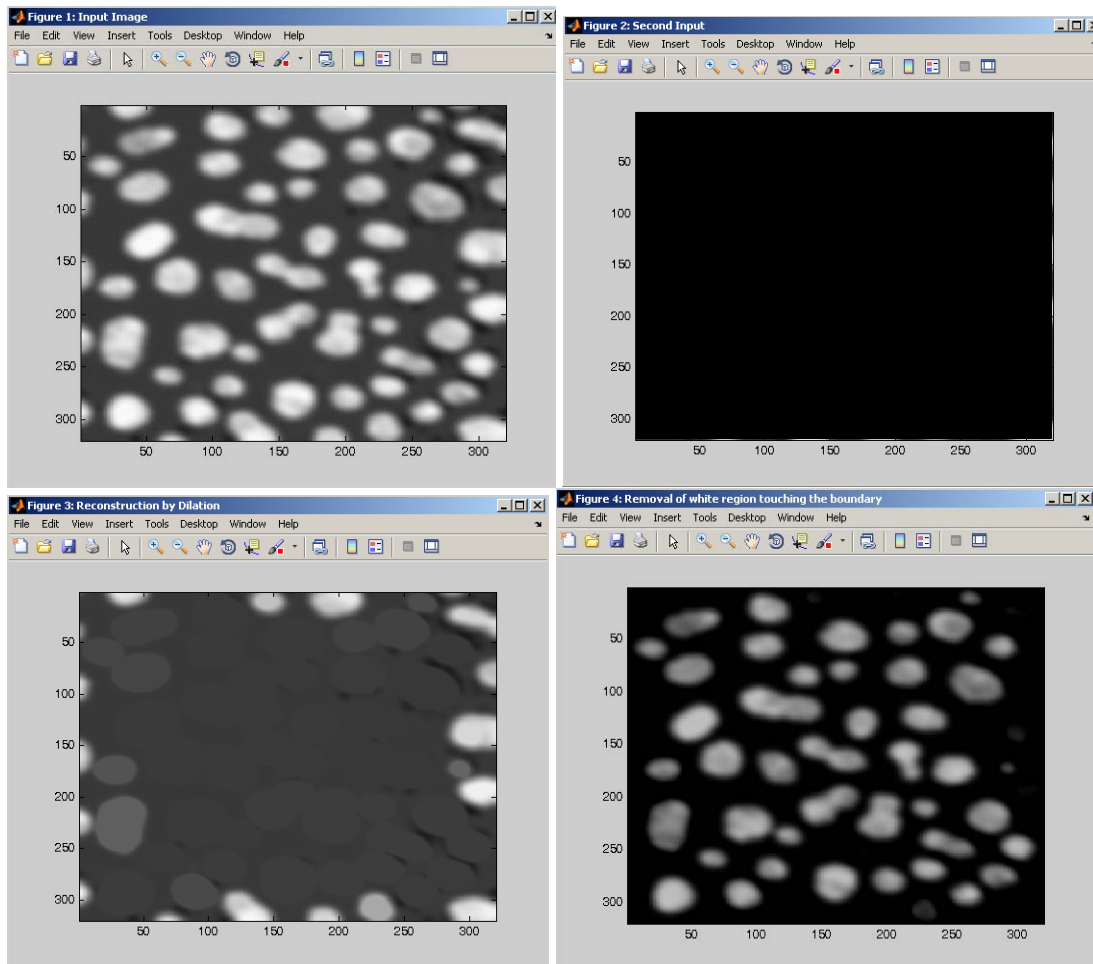 Figure 1: Input Image
File Edit View Insert Tools Desktop Window Help
50
100
150
200
250
300
50 100 150 200 250 300
Figure 2: Second Input
File Edit View Insert Tools Desktop Window Help
50
100
150
200
250
300
50 100 150 200 250 300
Figure 3: Reconstruction by Dilation
File Edit View Insert Tools Desktop Window Help
50
100
150
200
250
300
50 100 150 200 250 300
Figure 4: Removal of white region touching the boundary
File Edit View Insert Tools Desktop Window Help
50
100
150
200
250
300
50 100 150 200 250 300